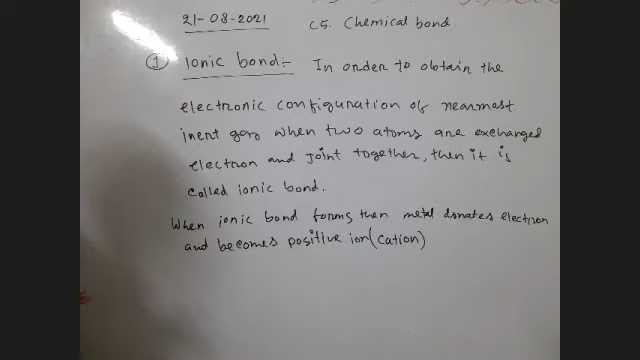 21-08-2021 C5. Chemical bond.
① Ionic bond:- In order to obtain the
electronic configuration of nearmost
inert gas when two atoms are exchanged
electron and joint together, then it is
called ionic bond.
When ionic bond forms then metal donates electron
and becomes positive ion (cation)